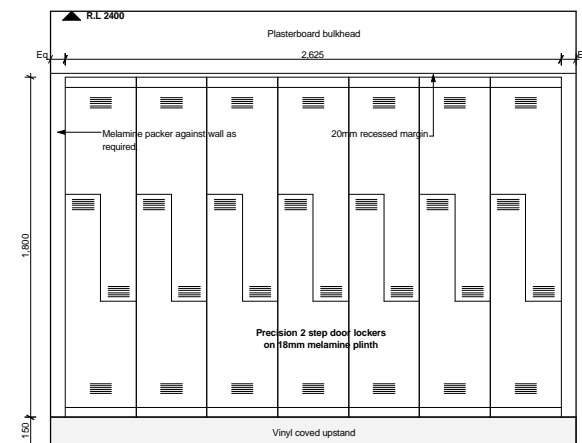 R.L 2400
Plasterboard bulkhead
Eq
2,625
E
Melamine packer against wall as
required.
20mm recessed margin
1,800
Precision 2 step door lockers
on 18mm melamine plinth
150
Vinyl coved upstand